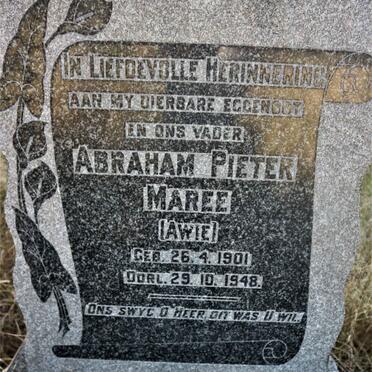 IN LIEFDEVOLLE HERINNERING
AAN MY DIERBARE EGGENOOT
EN ONS VADER
ABRAHAM PIETER
MAREE
(AWIE)
GEB. 26. 4. 1901
OORL. 29. 10. 1948.
ONS SWYG O HEER, DIT WAS U WIL.